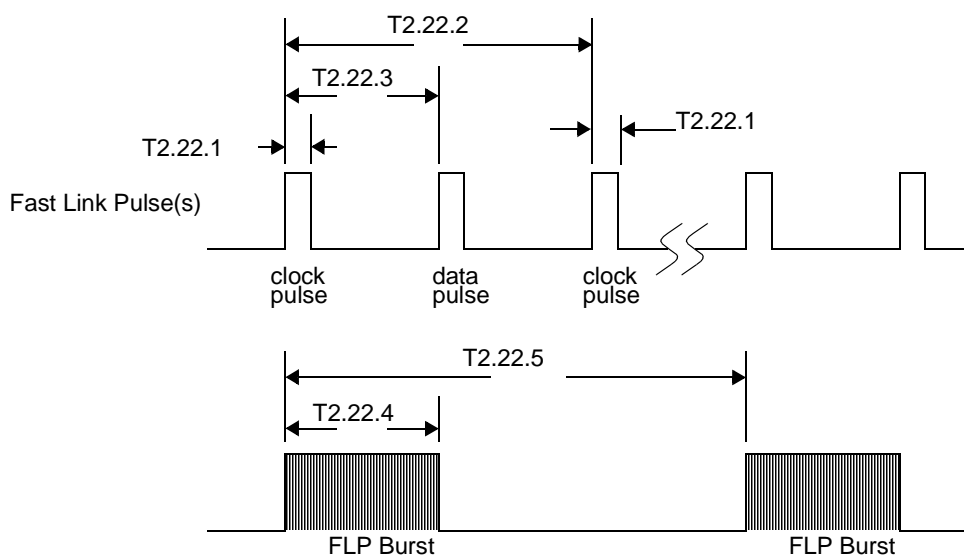 T2.22.2
T2.22.3
T2.22.1
T2.22.1
Fast Link Pulse(s)
clock
pulse
data
pulse
clock
pulse
T2.22.5
T2.22.4
FLP Burst
FLP Burst